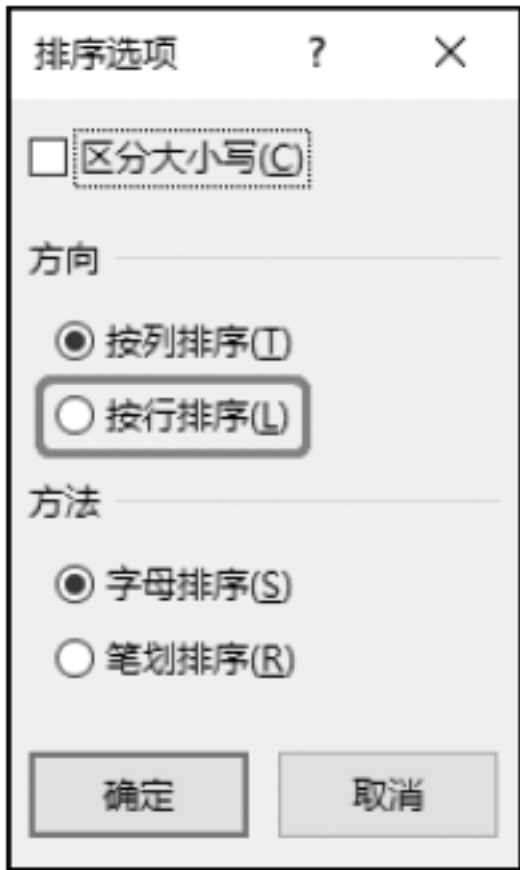 排序选项 ?
区分大小写(C)
方向
按列排序(T)
按行排序(L)
方法
字母排序(S)
笔划排序(R)
确定 取消